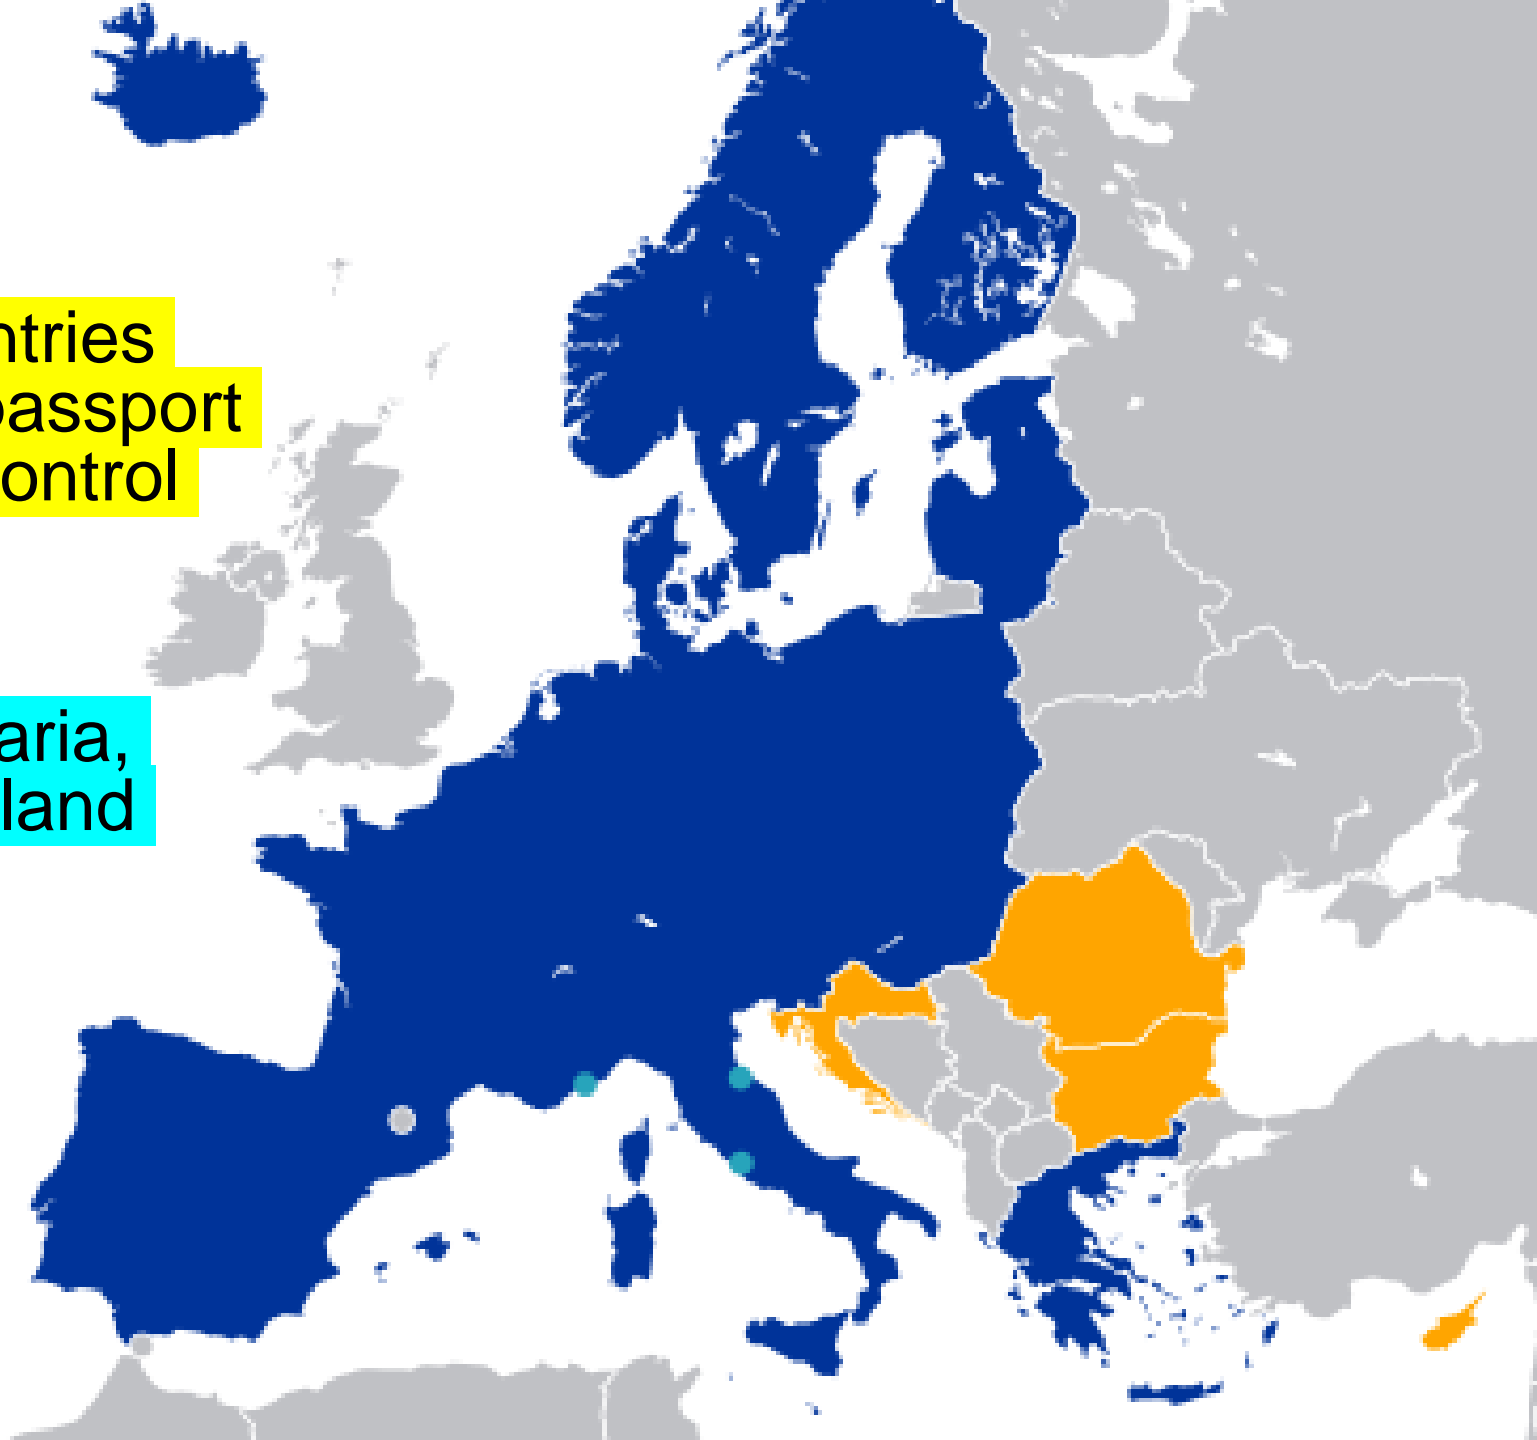 ntries
passport
ontrol
aria,
land